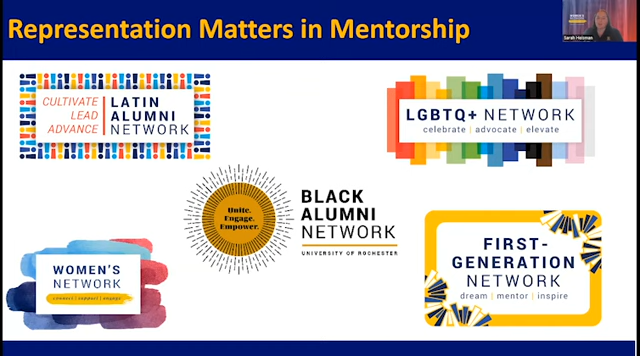 Representation Matters in Mentorship
Sarah Holzman
CULTIVATE
LEAD
ADVANCE
LATIN
ALUMNI
NETWORK
LGBTQ+ NETWORK
celebrate | advocate | elevate
Unite.
Engage.
Empower.
BLACK
ALUMNI
NETWORK
UNIVERSITY OF ROCHESTER
WOMEN'S
NETWORK
connect | support | engage
FIRST-
GENERATION
NETWORK
dream | mentor | inspire